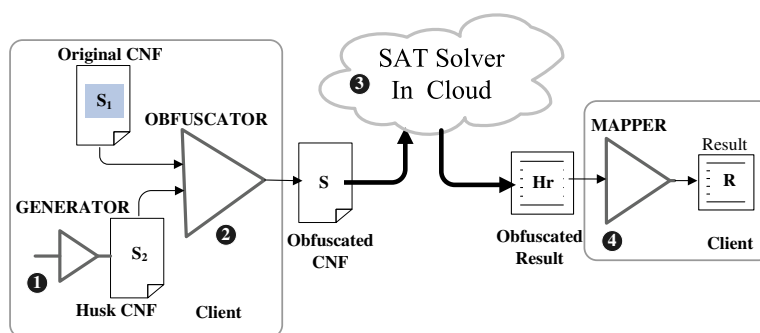 Original CNF
S1
OBFUSCATOR
GENERATOR
1
S2
Husk CNF
2
Client
S
Obfuscated
CNF
SAT Solver
In Cloud
3
Hr
Obfuscated
Result
MAPPER
4
Result
R
Client